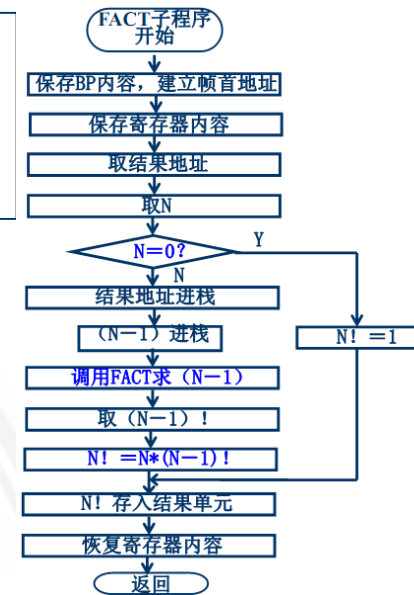 FACT子程序
开始
保存BP内容，建立帧首地址
保存寄存器内容
取结果地址
取N
N＝0？
Y
N
结果地址进栈
（N－1）进栈
N！＝1
调用FACT求（N－1）
取（N－1）！
N！＝N*(N－1)！
N！存入结果单元
恢复寄存器内容
返回